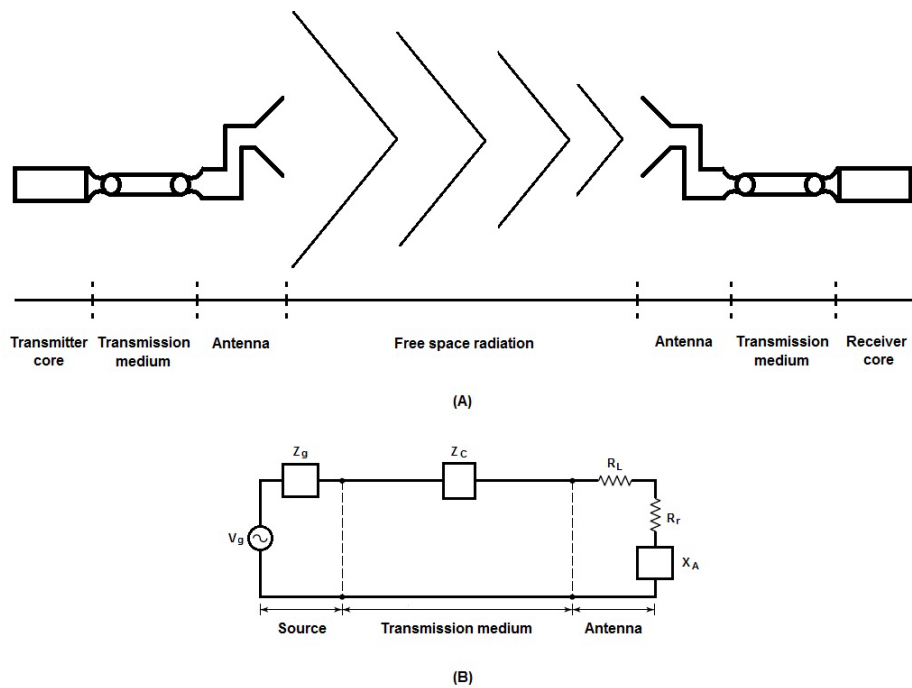 Transmitter core
Transmission medium
Antenna
Free space radiation
Antenna
Transmission medium
Receiver core
(A)
Zg
ZC
RL
Vg
Rr
XA
Source
Transmission medium
Antenna
(B)